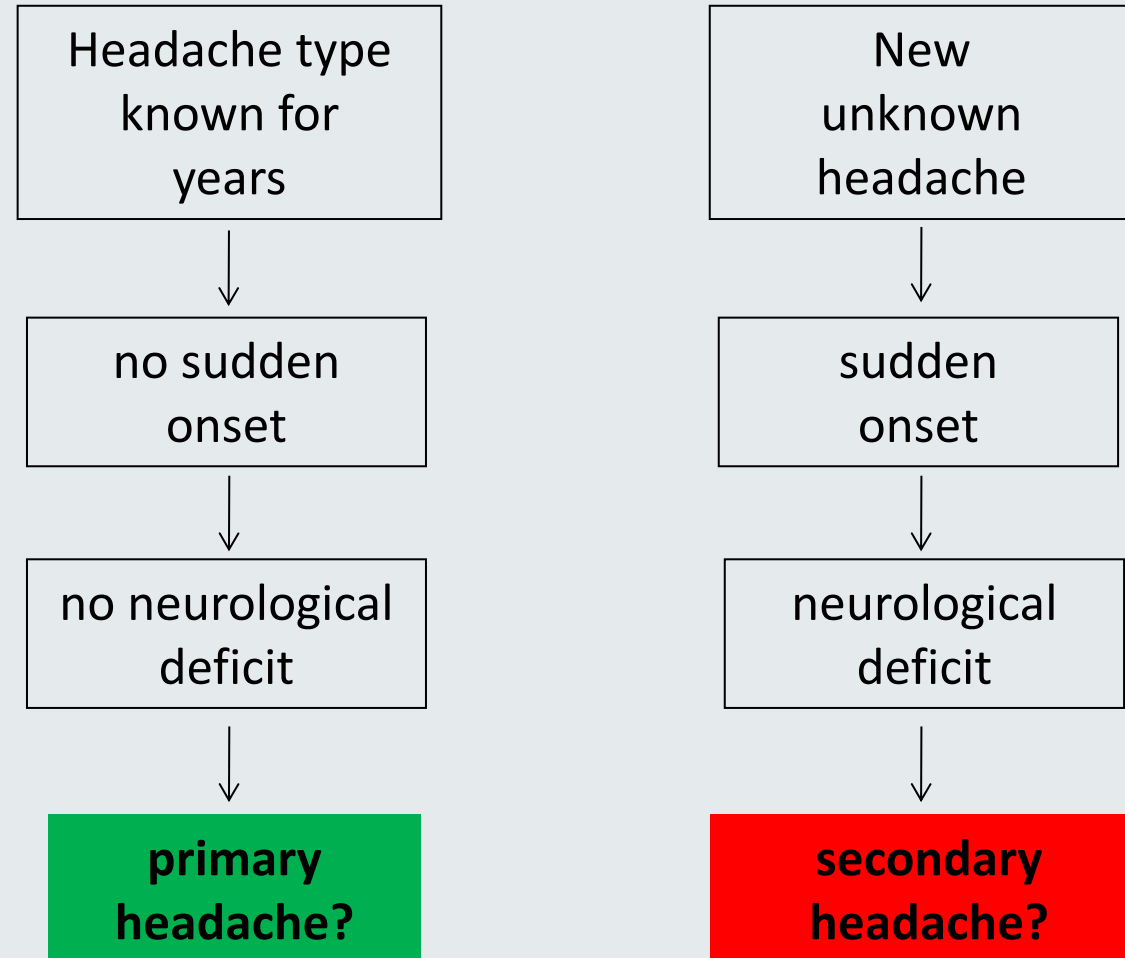 Headache type
known for
years
no sudden
onset
no neurological
deficit
primary
headache?
New
unknown
headache
sudden
onset
neurological
deficit
secondary
headache?